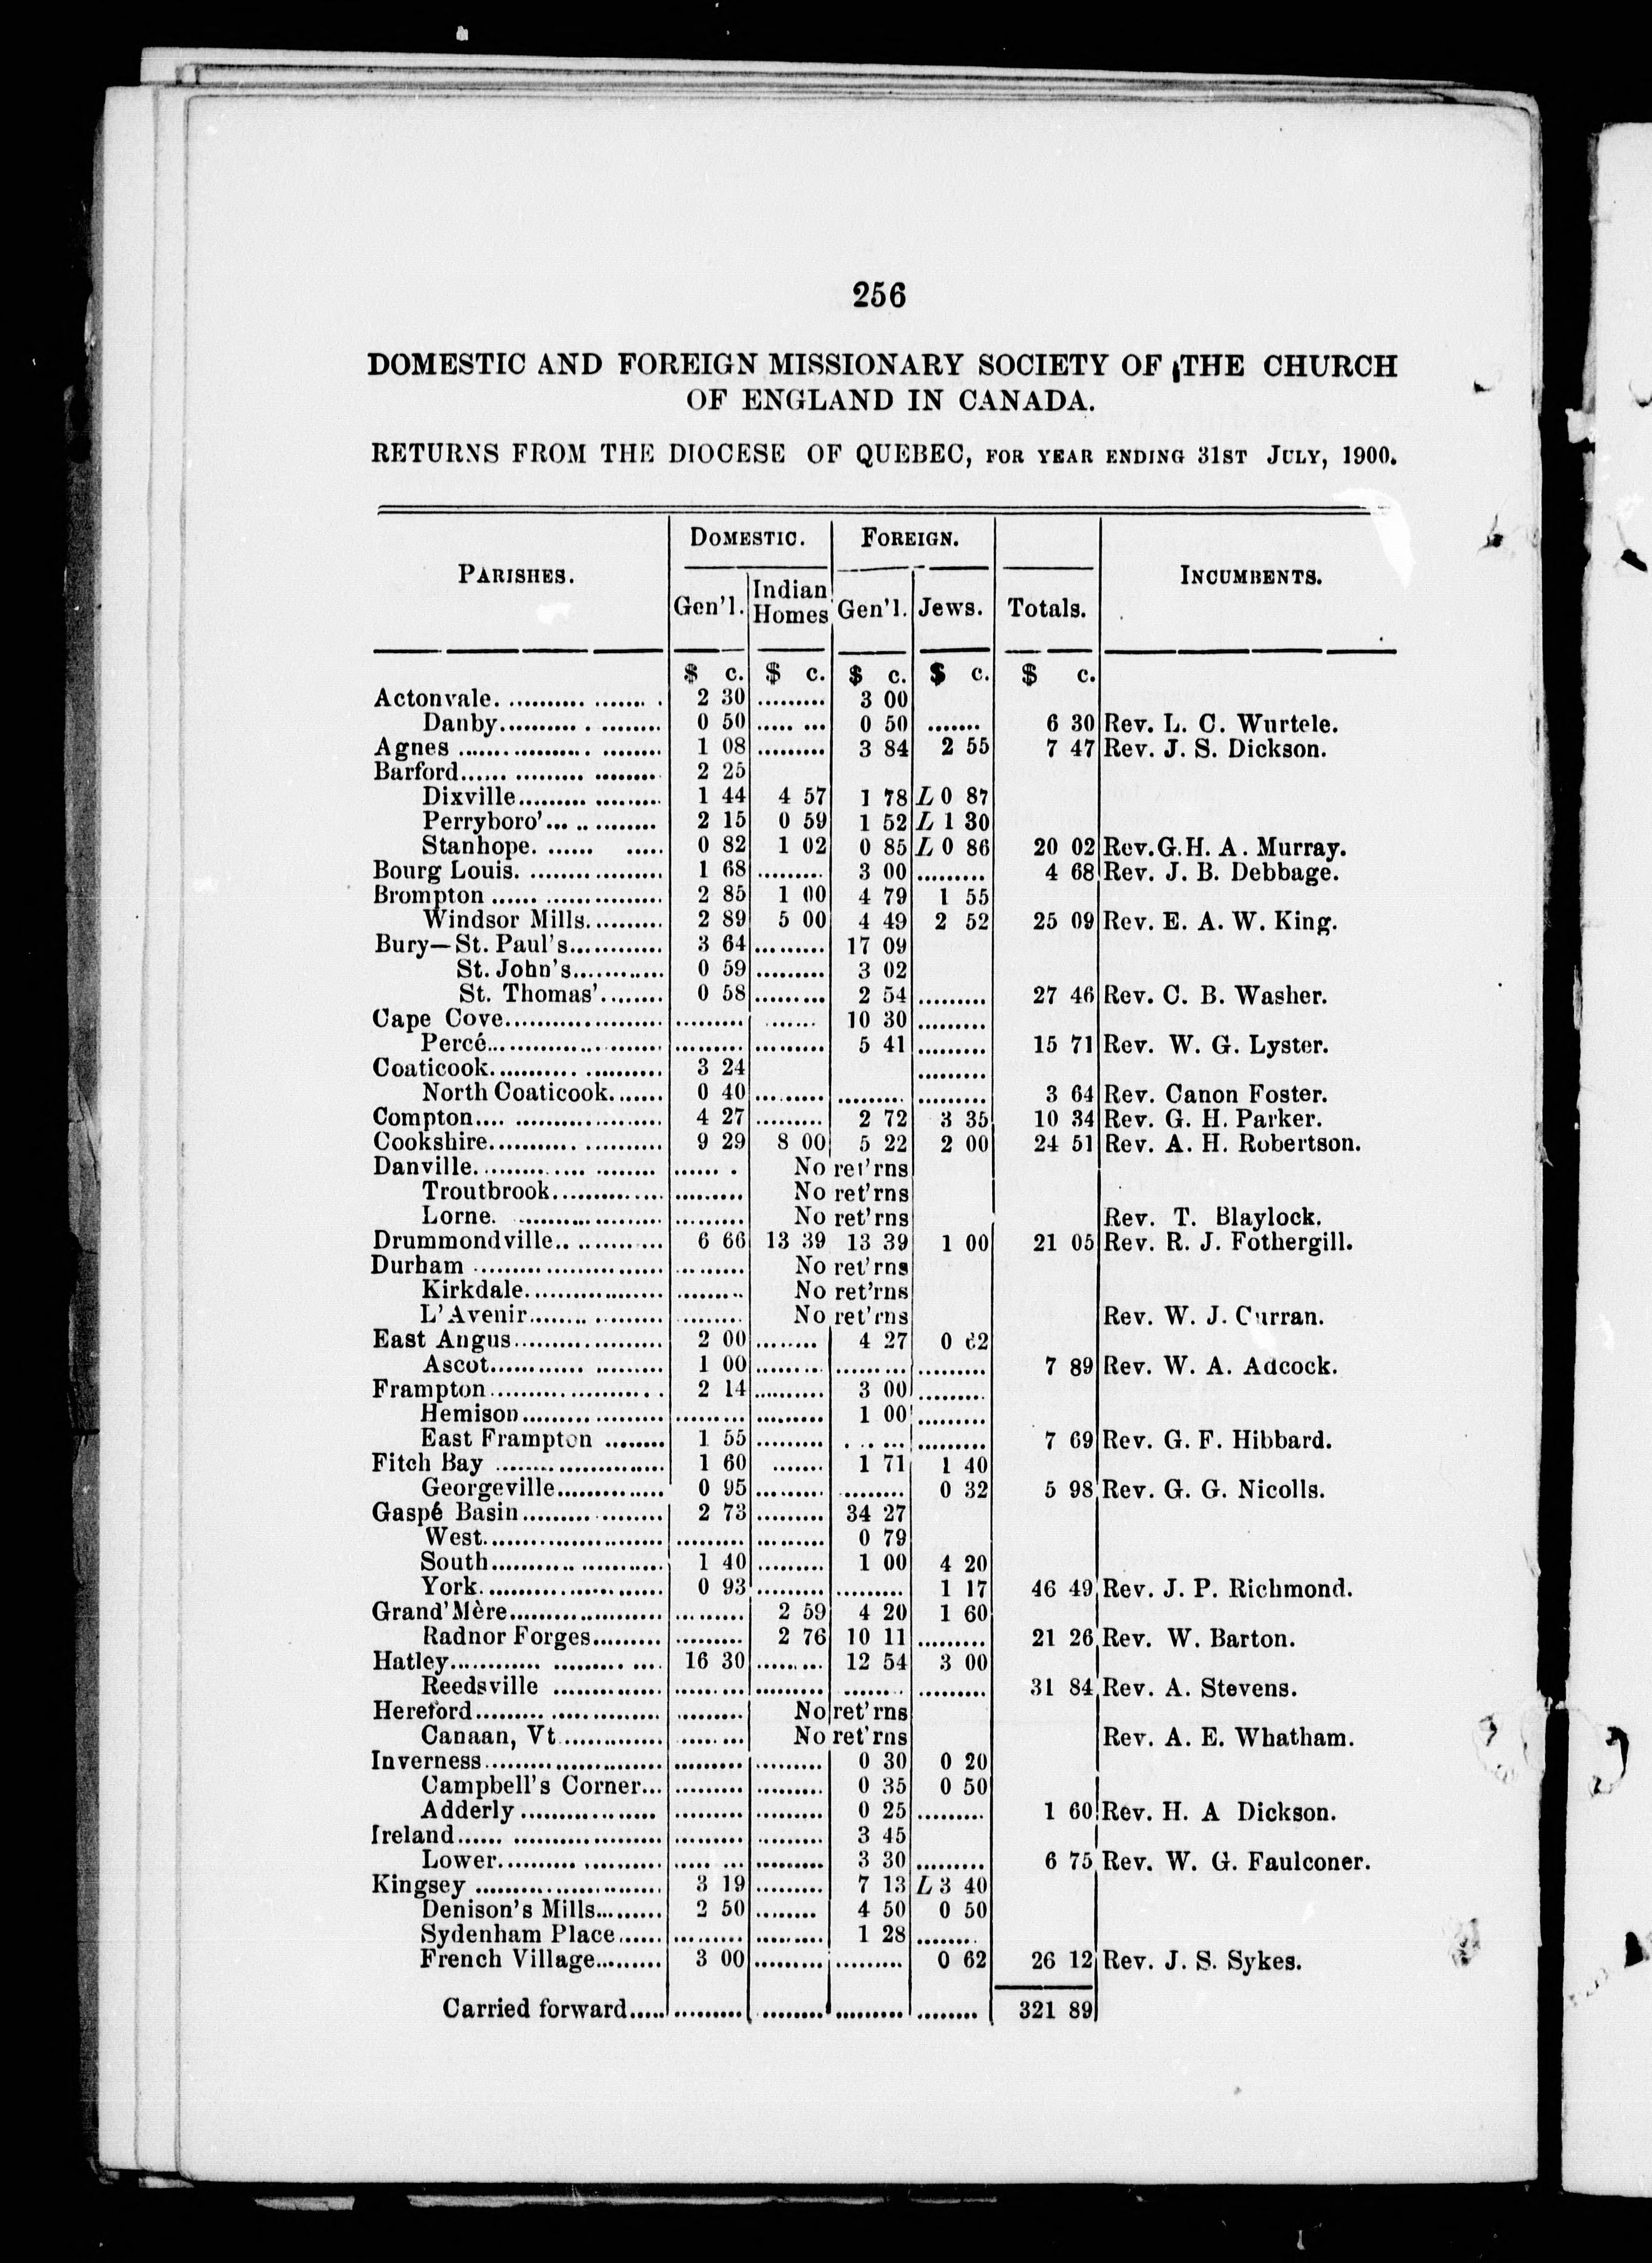 256
DOMESTIC AND FOREIGN MISSIONARY SOCIETY OF THE CHURCH
OF ENGLAND IN CANADA.
RETURNS FROM THE DIOCESE OF QUEBEC, FOR YEAR ENDING 31ST JULY, 1900.
PARISHES. DOMESTIC. FOREIGN. INCUMBENTS.
Gen'l. Indian Homes Gen'l. Jews. Totals.
$ c. $ c. $ c. $ c. $ c.
Actonvale. 2 30 ......... 3 00
Danby 0 50 ......... 0 50 ....... 6 30 Rev. L. C. Wurtele.
Agnes 1 08 ......... 3 84 2 55 7 47 Rev. J. S. Dickson.
Barford 2 25
Dixville 1 44 4 57 1 78 L 0 87
Perryboro' 2 15 0 59 1 52 L 1 30
Stanhope. 0 82 1 02 0 85 L 0 86 20 02 Rev. G. H. A. Murray.
Bourg Louis. 1 68 ......... 3 00 ......... 4 68 Rev. J. B. Debbage.
Brompton 2 85 1 00 4 79 1 55
Windsor Mills. 2 89 5 00 4 49 2 52 25 09 Rev. E. A. W. King.
Bury—St. Paul's 3 64 ......... 17 09
St. John's 0 59 ......... 3 02
St. Thomas' 0 58 ......... 2 54 ......... 27 46 Rev. C. B. Washer.
Cape Cove ......... ....... 10 30 .........
Percé ......... ......... 5 41 ......... 15 71 Rev. W. G. Lyster.
Coaticook 3 24 .........
North Coaticook 0 40 ......... ......... ......... 3 64 Rev. Canon Foster.
Compton 4 27 ......... 2 72 3 35 10 34 Rev. G. H. Parker.
Cookshire 9 29 8 00 5 22 2 00 24 51 Rev. A. H. Robertson.
Danville ....... No ret'rns
Troutbrook ......... No ret'rns
Lorne. ......... No ret'rns Rev. T. Blaylock.
Drummondville 6 66 13 39 13 39 1 00 21 05 Rev. R. J. Fothergill.
Durham ......... No ret'rns
Kirkdale ......... No ret'rns
L'Avenir ......... No ret'rns Rev. W. J. Curran.
East Angus 2 00 ........ 4 27 0 62
Ascot 1 00 ......... ......... ......... 7 89 Rev. W. A. Adcock.
Frampton 2 14 ......... 3 00 .........
Hemison ......... ......... 1 00 .........
East Frampton 1 55 ......... ......... ......... 7 69 Rev. G. F. Hibbard.
Fitch Bay 1 60 ....... 1 71 1 40
Georgeville 0 95 ......... ......... 0 32 5 98 Rev. G. G. Nicolls.
Gaspé Basin 2 73 ......... 34 27
West ......... ......... 0 79
South 1 40 ......... 1 00 4 20
York 0 93 ......... ......... 1 17 46 49 Rev. J. P. Richmond.
Grand'Mère ......... 2 59 4 20 1 60
Radnor Forges ......... 2 76 10 11 ......... 21 26 Rev. W. Barton.
Hatley 16 30 ......... 12 54 3 00
Reedsville ......... ......... ......... ......... 31 84 Rev. A. Stevens.
Hereford ......... No ret'rns
Canaan, Vt. ......... No ret'rns Rev. A. E. Whatham.
Inverness ......... ......... 0 30 0 20
Campbell's Corner ......... ......... 0 35 0 50
Adderly ......... ......... 0 25 ......... 1 60 Rev. H. A Dickson.
Ireland ......... ......... 3 45
Lower ......... ......... 3 30 ......... 6 75 Rev. W. G. Faulconer.
Kingsey 3 19 ......... 7 13 L 3 40
Denison's Mills 2 50 ........ 4 50 0 50
Sydenham Place ......... ......... 1 28 ........
French Village 3 00 ......... ......... 0 62 26 12 Rev. J. S. Sykes.
Carried forward ......... ......... ......... ........ 321 89